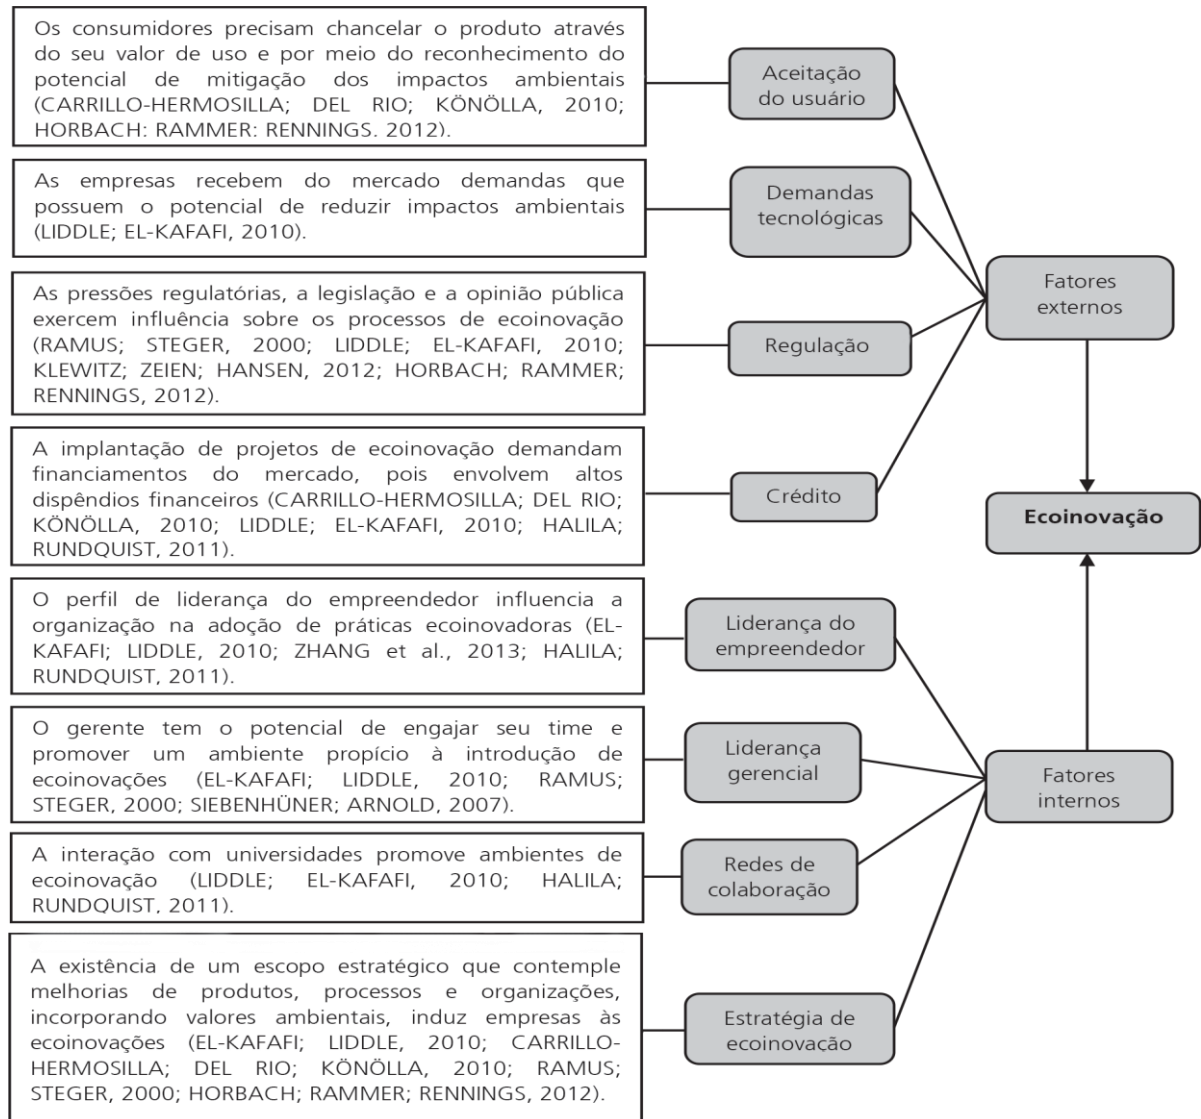 Os consumidores precisam chancelar o produto através
do seu valor de uso e por meio do reconhecimento do
potencial de mitigação dos impactos ambientais
(CARRILLO-HERMOSILLA; DEL RIO; KÖNÖLLA, 2010;
HORBACH: RAMMER: RENNINGS. 2012).
Aceitação
do usuário
As empresas recebem do mercado demandas que
possuem o potencial de reduzir impactos ambientais
(LIDDLE; EL-KAFAFI, 2010).
Demandas
tecnológicas
As pressões regulatórias, a legislação e a opinião pública
exercem influência sobre os processos de ecoinovação
(RAMUS; STEGER, 2000; LIDDLE; EL-KAFAFI, 2010;
KLEWITZ; ZEIEN; HANSEN, 2012; HORBACH; RAMMER;
RENNINGS, 2012).
Regulação
A implantação de projetos de ecoinovação demandam
financiamentos do mercado, pois envolvem altos
dispêndios financeiros (CARRILLO-HERMOSILLA; DEL RIO;
KÖNÖLLA, 2010; LIDDLE; EL-KAFAFI, 2010; HALILA;
RUNDQUIST, 2011).
Crédito
Fatores
externos
Ecoinovação
O perfil de liderança do empreendedor influencia a
organização na adoção de práticas ecoinovadoras (EL-
KAFAFI; LIDDLE, 2010; ZHANG et al., 2013; HALILA;
RUNDQUIST, 2011).
Liderança do
empreendedor
O gerente tem o potencial de engajar seu time e
promover um ambiente propício à introdução de
ecoinovações (EL-KAFAFI; LIDDLE, 2010; RAMUS;
STEGER, 2000; SIEBENHÜNER; ARNOLD, 2007).
Liderança
gerencial
A interação com universidades promove ambientes de
ecoinovação (LIDDLE; EL-KAFAFI, 2010; HALILA;
RUNDQUIST, 2011).
Redes de
colaboração
A existência de um escopo estratégico que contemple
melhorias de produtos, processos e organizações,
incorporando valores ambientais, induz empresas às
ecoinovações (EL-KAFAFI; LIDDLE, 2010; CARRILLO-
HERMOSILLA; DEL RIO; KÖNÖLLA, 2010; RAMUS;
STEGER, 2000; HORBACH; RAMMER; RENNINGS, 2012).
Estratégia de
ecoinovação
Fatores
internos